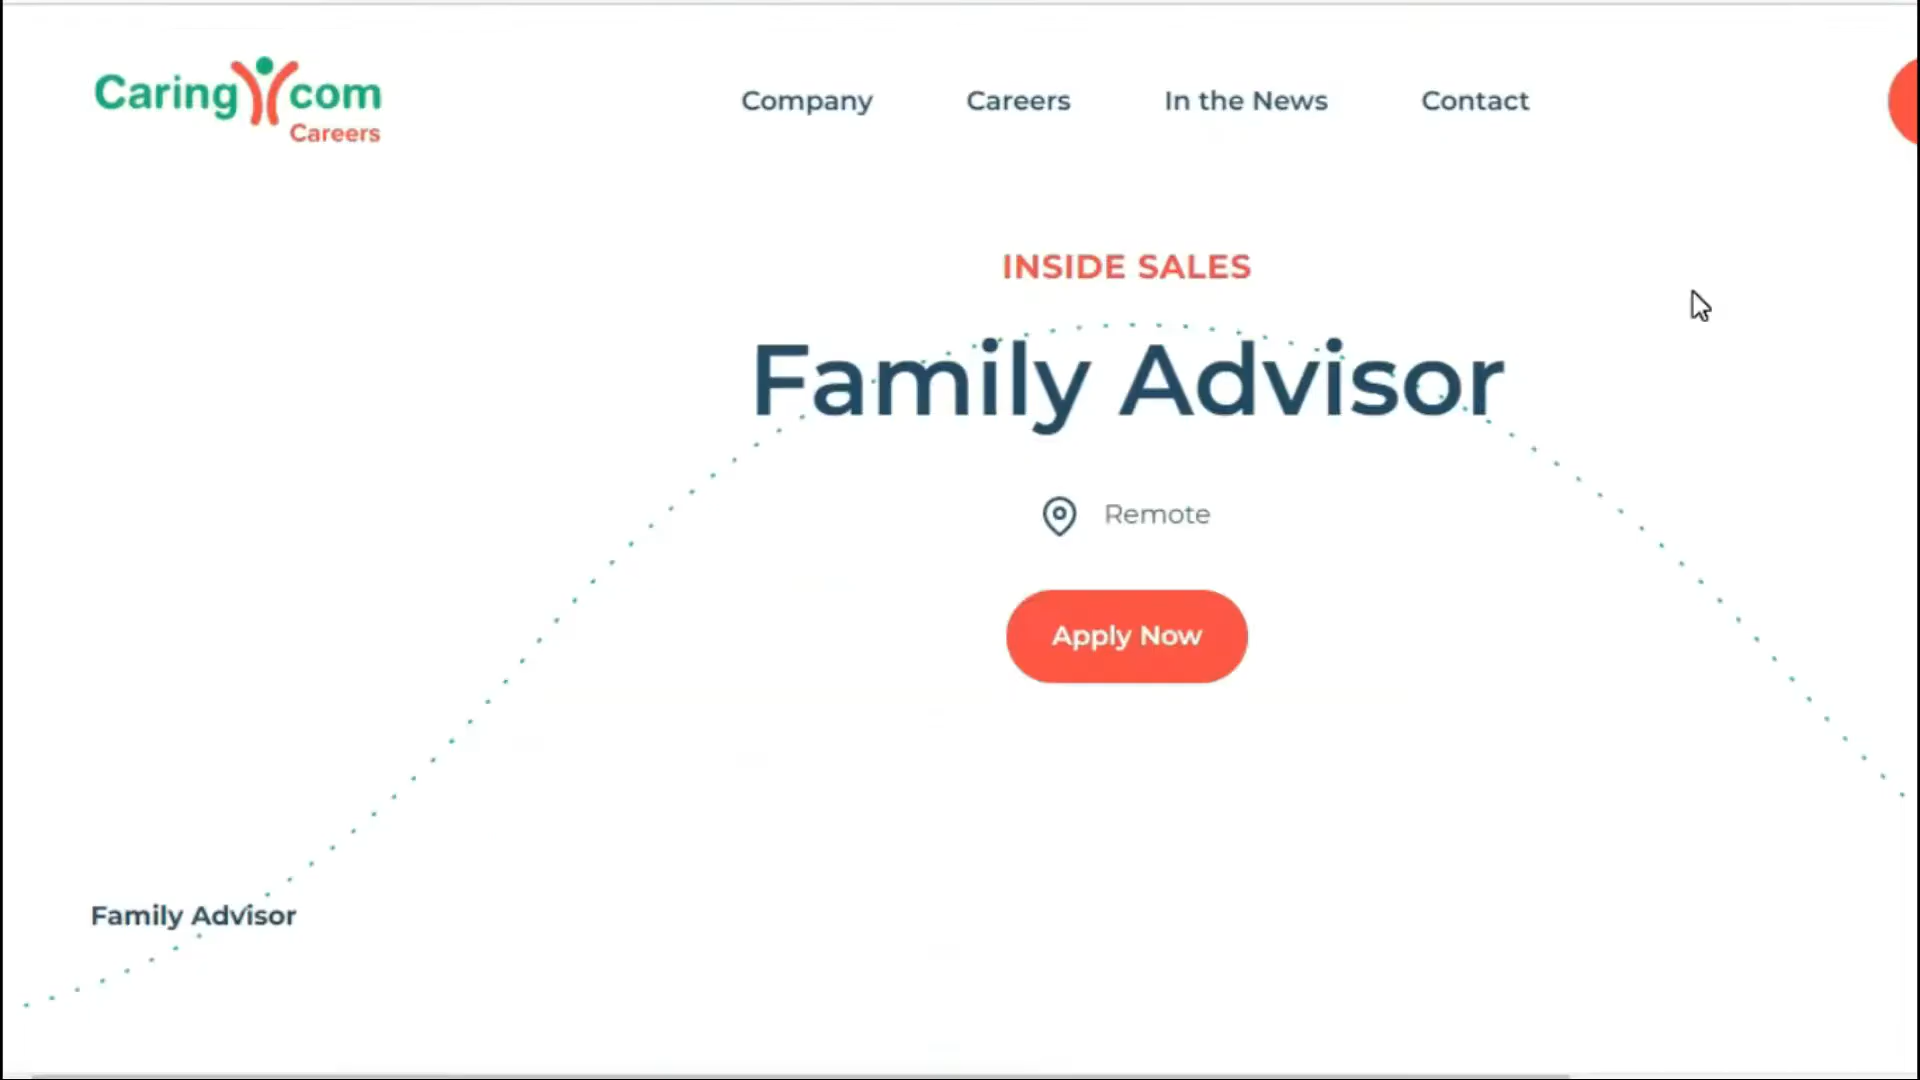 Caring com
Careers
Company Careers In the News Contact
INSIDE SALES
Family Advisor
Remote
Apply Now
Family Advisor